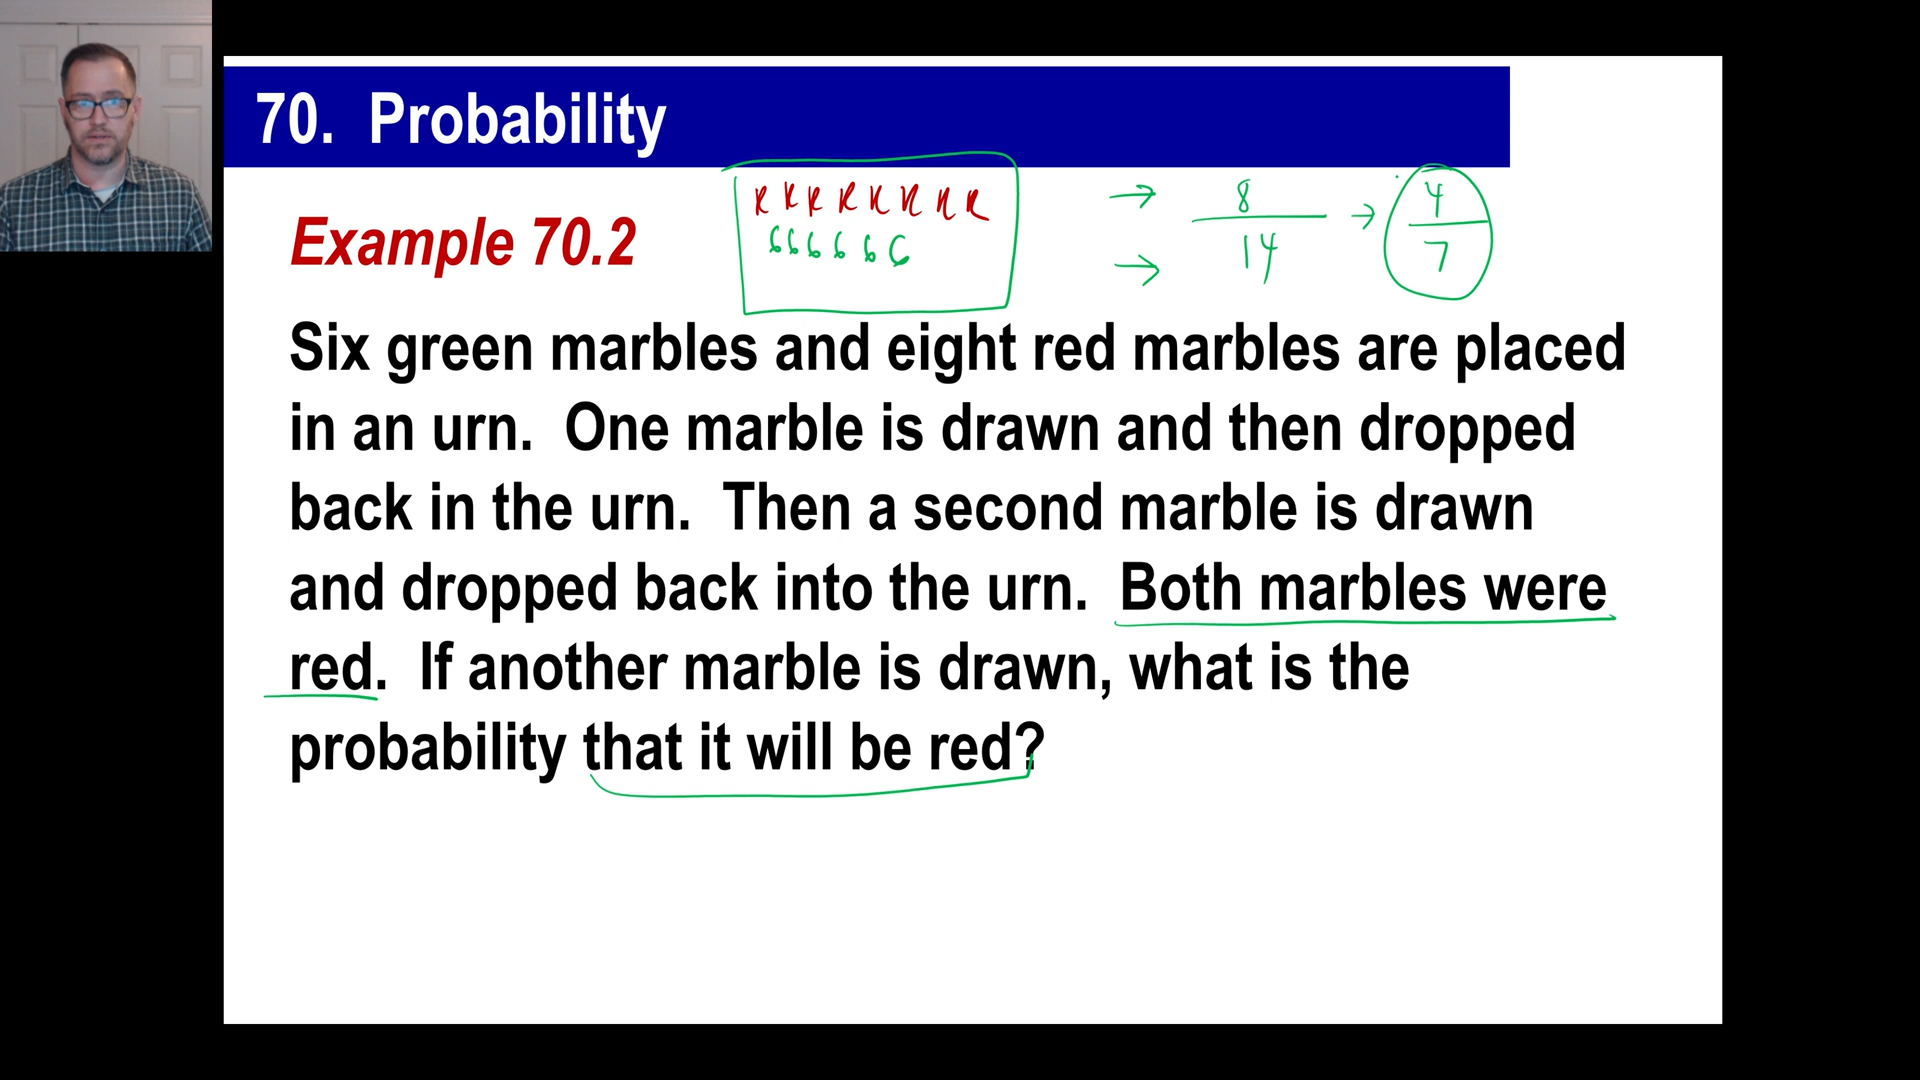 70. Probability
R R R R R R R R
G G G G G G
→ 8/14 → 4/7
→
Example 70.2
Six green marbles and eight red marbles are placed
in an urn. One marble is drawn and then dropped
back in the urn. Then a second marble is drawn
and dropped back into the urn. Both marbles were
red. If another marble is drawn, what is the
probability that it will be red?